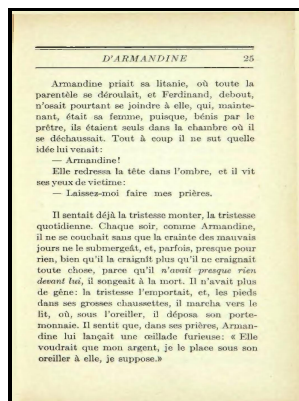 D'ARMANDINE 25
Armandine priait sa litanie, où toute la
parentèle se déroulait, et Ferdinand, debout,
n'osait pourtant se joindre à elle, qui, mainte-
nant, était sa femme, puisque, bénis par le
prêtre, ils étaient seuls dans la chambre où il
se déchaussait. Tout à coup il ne sut quelle
idée lui venait:
— Armandine!
Elle redressa la tête dans l'ombre, et il vit
ses yeux de victime:
— Laissez-moi faire mes prières.
Il sentait déjà la tristesse monter, la tristesse
quotidienne. Chaque soir, comme Armandine,
il ne se couchait sans que la crainte des mauvais
jours ne le submergeât, et, parfois, presque pour
rien, bien qu'il la craignît plus qu'il ne craignait
toute chose, parce qu'il n'avait presque rien
devant lui, il songeait à la mort. Il n'avait plus
de gêne: la tristesse l'emportait, et, les pieds
dans ses grosses chaussettes, il marcha vers le
lit, où, sous l'oreiller, il déposa son porte-
monnaie. Il sentit que, dans ses prières, Arman-
dine lui lançait une œillade furieuse: « Elle
voudrait que mon argent, je le place sous son
oreiller à elle, je suppose.»